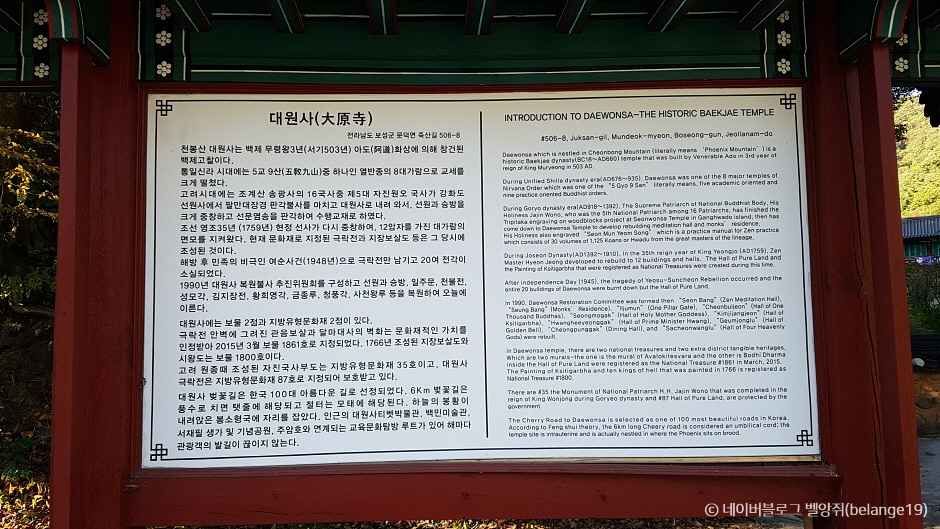 대원사(大原寺)
전라남도 보성군 문덕면 죽산길 506-8
천봉산 대원사는 백제 무령왕3년(서기503년) 아도(阿道)화상에 의해 창건된
백제고찰이다.
통일신라 시대에는 5교 9산(五敎九山)중 하나인 열반종의 8대가람으로 교세를
크게 떨쳤다.
고려시대에는 조계산 송광사의 16국사중 제5대 자진원오 국사가 강화도
선원사에서 팔만대장경 판각불사를 마치고 대원사로 내려 와서, 선원과 승방을
크게 중창하고 선문염송을 판각하여 수행교재로 하였다.
조선 영조35년 (1759년) 현정 선사가 다시 중창하여, 12암자를 가진 대가람의
면모를 지켜왔다. 현재 문화재로 지정된 극락전과 지장보살도 등은 그 당시에
조성된 것이다.
해방 후 민족의 비극인 여순사건(1948년)으로 극락전만 남기고 20여 전각이
소실되었다.
1990년 대원사 복원불사 추진위원회를 구성하고 선원과 승방, 일주문, 천불전,
성모각, 김지장전, 황희영각, 금종루, 청풍각, 사천왕루 등을 복원하여 오늘에
이른다.
대원사에는 보물 2점과 지방유형문화재 2점이 있다.
극락전 안벽에 그려진 관음보살과 달마대사의 벽화는 문화재적인 가치를
인정받아 2015년 3월 보물 1861호로 지정되었다. 1766년 조성된 지장보살도와
시왕도는 보물 1800호이다.
고려 원종때 조성된 자진국사부도는 지방유형문화재 35호이고, 대원사
극락전은 지방유형문화재 87호로 지정되어 보호받고 있다.
대원사 벚꽃길은 한국 100대 아름다운 길로 선정되었다. 6Km 벚꽃길은
풍수로 치면 탯줄에 해당되고 절터는 모태에 해당된다. 하늘의 봉황이
내려앉은 봉소형국에 자리를 잡았다. 인근의 대원사티벳박물관, 백민미술관,
서재필 생가 및 기념공원, 주암호와 연계되는 교육문화탐방 루트가 있어 해마다
관광객의 발길이 끊이지 않는다.
INTRODUCTION TO DAEWONSA-THE HISTORIC BAEKJAE TEMPLE
#506-8, Juksan-gil, Mundeok-myeon, Boseong-gun, Jeollanam-do
Daewonsa which is nestled in Cheonbong Mountain (literally means 'Phoenix Mountain' ) is a
historic Baekjae dynasty(BC18~AD660) temple that was built by Venerable Ado in 3rd year of
reign of King Muryeong in 503 AD.
During Unified Shilla dynasty era(AD676~935), Daewonsa was one of the 8 major temples of
Nirvana Order which was one of the "5 Gyo 9 San" literally means, five academic oriented and
nine practice oriented Buddhist orders.
During Goryeo dynasty era(AD918~1392), The Supreme Patriarch of National Buddhist Body, His
Holiness Jajin Wono, who was the 5th National Patriarch among 16 Patriarchs, has finished the
Tripitaka engraving on woodblocks project at Seonwonsa Temple in Ganghwado island, then has
come down to Daewonsa Temple to develop rebuilding meditation hall and monks' residence.
His Holiness also engraved "Seon Mun Yeom Song" which is a practice manual for Zen practice
which consists of 30 volumes of 1,125 Koans or Hwadu from the great masters of the lineage.
During Joseon Dynasty(AD1392~1910), In the 35th reign year of King Yeongjo (AD1759), Zen
Master Hyeon Jeong developed to rebuild to 12 buildings and halls. The Hall of Pure Land and
the Painting of Ksitigarbha that were registered as National Treasures were created during this time.
After Independence Day (1945), the tragedy of Yeosu-Suncheon Rebellion occurred and the
entire 20 buildings of Daewonsa were burnt down but the Hall of Pure Land.
In 1990, Daewonsa Restoration Committee was formed then, "Seon Bang" (Zen Meditation Hall),
"Seung Bang" (Monks' Residence), "Iljumun" (One Pillar Gate), "Cheonbuljeon" (Hall of One
Thousand Buddhas), "Seongmogak" (Hall of Holy Mother Goddess), "Kimjijangjeon" (Hall of
Ksitigarbha), "Hwangheeyeonggak" (Hall of Prime Minister Hwang), "Geumjonglu" (Hall of
Golden Bell), "Cheongpunggak" (Dining Hall), and "Sacheonwanglu" (Hall of Four Heavenly
Gods) were rebuilt.
In Daewonsa temple, there are two national treasures and two extra district tangible heritages.
Which are two murals-the one is the mural of Avalokitesvara and the other is Bodhi Dharma
inside the Hall of Pure Land were registered as the National Treasure #1861 in March, 2015.
The Painting of Ksitigarbha and ten kings of hell that was painted in 1766 is registered as
National Treasure #1800.
There are #35 the Monument of National Patriarch H.H. Jajin Wono that was completed in the
reign of King Wonjong during Goryeo dynasty and #87 Hall of Pure Land, are protected by the
government.
The Cherry Road to Daewonsa is selected as one of 100 most beautiful roads in Korea.
According to Feng shui theory, the 6km long Cheery road is considered an umbilical cord; the
temple site is intrauterine and is actually nestled in where the Phoenix sits on brood.
© 네이버블로그 벨앙쥐(belange19)